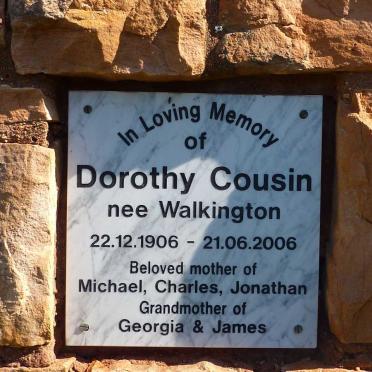 In Loving Memory
of
Dorothy Cousin
nee Walkington
22.12.1906 - 21.06.2006
Beloved mother of
Michael, Charles, Jonathan
Grandmother of
Georgia & James